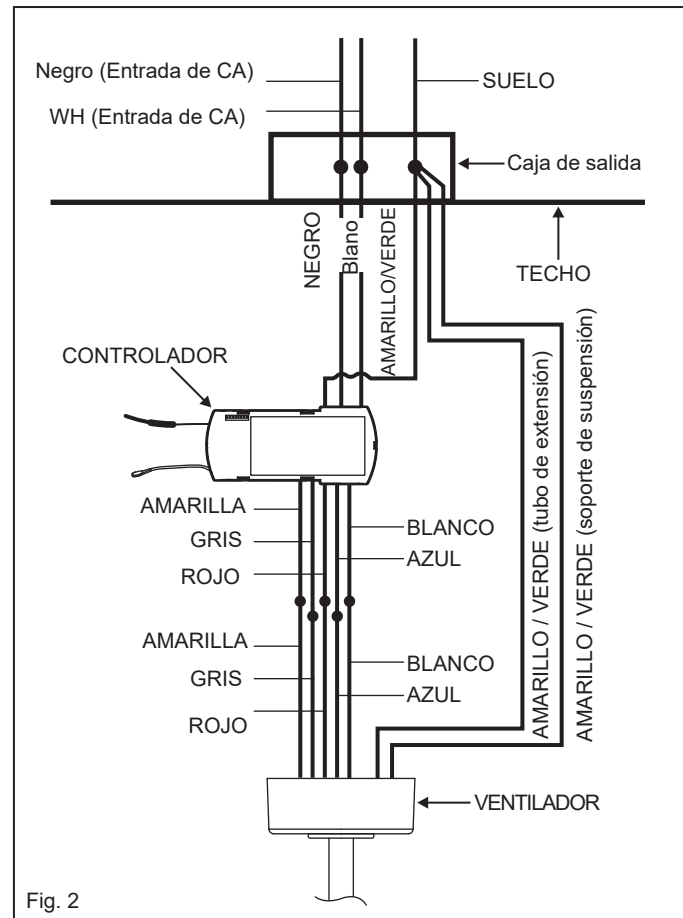 Negro (Entrada de CA)
SUELO
WH (Entrada de CA)
Caja de salida
NEGRO
Blano
AMARILLO/VERDE
TECHO
CONTROLADOR
AMARILLO / VERDE (tubo de extensión)
AMARILLO / VERDE (soporte de suspensión)
AMARILLA
BLANCO
GRIS
AZUL
ROJO
AMARILLA
BLANCO
GRIS
AZUL
ROJO
VENTILADOR
Fig. 2